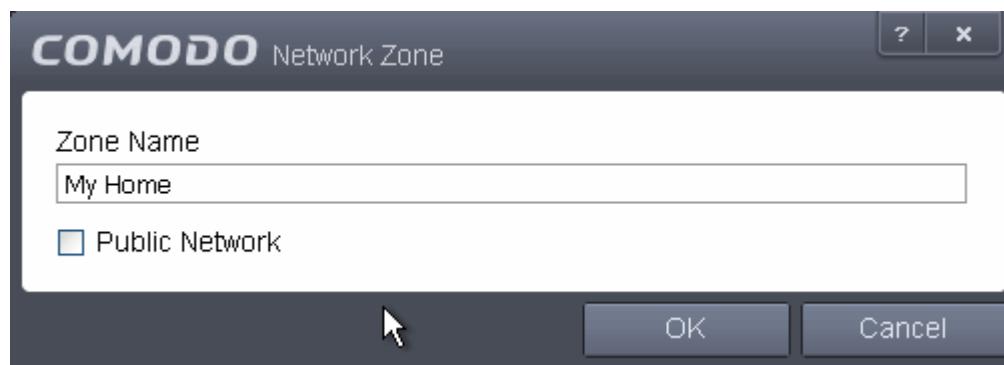 COMODO Network Zone
? ×
Zone Name
My Home
Public Network
OK Cancel